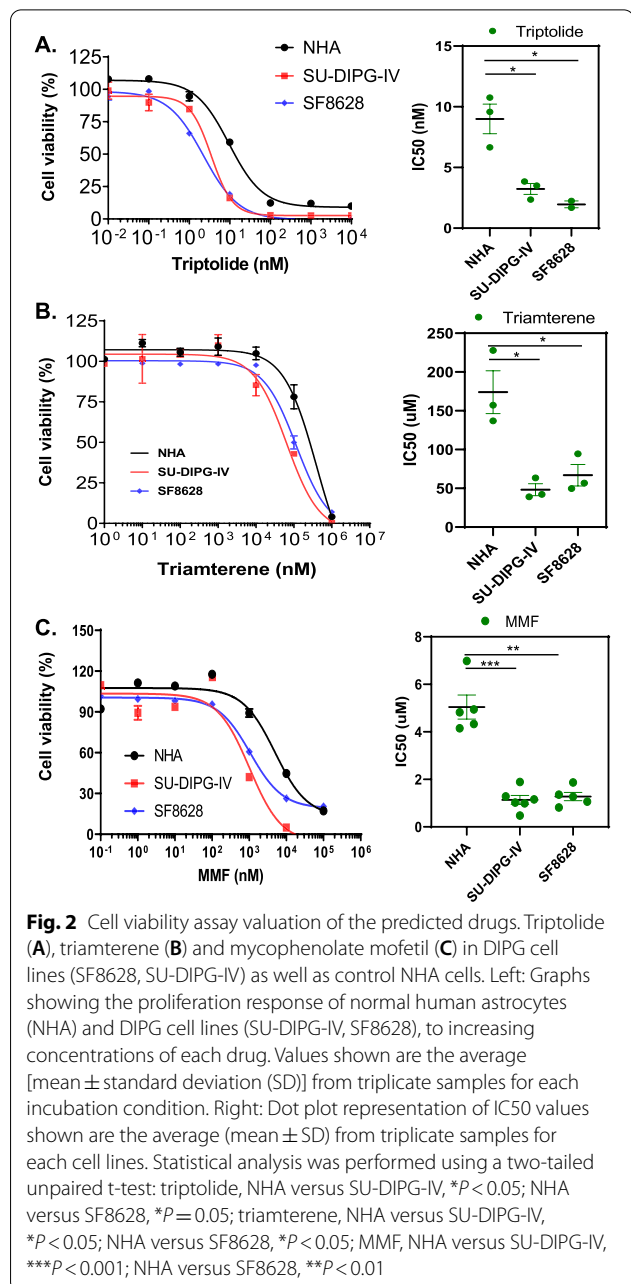 A.
NHA
SU-DIPG-IV
SF8628
Cell viability (%)
125
100
75
50
25
0
10-2 10-1 100 101 102 103 104
Triptolide (nM)
Triptolide
*
*
IC50 (nM)
15
10
5
0
NHA
SU-DIPG-IV
SF8628
B.
Cell viability (%)
125
100
75
50
25
0
NHA
SU-DIPG-IV
SF8628
100 101 102 103 104 105 106 107
Triamterene (nM)
Triamterene
*
*
IC50 (uM)
250
200
150
100
50
0
NHA
SU-DIPG-IV
SF8628
C.
Cell viability (%)
150
120
90
60
30
0
NHA
SU-DIPG-IV
SF8628
10-1 100 101 102 103 104 105 106
MMF (nM)
MMF
**
***
IC50 (uM)
8
6
4
2
0
NHA
SU-DIPG-IV
SF8628
Fig. 2 Cell viability assay valuation of the predicted drugs. Triptolide
(A), triamterene (B) and mycophenolate mofetil (C) in DIPG cell
lines (SF8628, SU-DIPG-IV) as well as control NHA cells. Left: Graphs
showing the proliferation response of normal human astrocytes
(NHA) and DIPG cell lines (SU-DIPG-IV, SF8628), to increasing
concentrations of each drug. Values shown are the average
[mean ± standard deviation (SD)] from triplicate samples for each
incubation condition. Right: Dot plot representation of IC50 values
shown are the average (mean ± SD) from triplicate samples for
each cell lines. Statistical analysis was performed using a two-tailed
unpaired t-test: triptolide, NHA versus SU-DIPG-IV, *P < 0.05; NHA
versus SF8628, *P = 0.05; triamterene, NHA versus SU-DIPG-IV,
*P < 0.05; NHA versus SF8628, *P < 0.05; MMF, NHA versus SU-DIPG-IV,
***P < 0.001; NHA versus SF8628, **P < 0.01